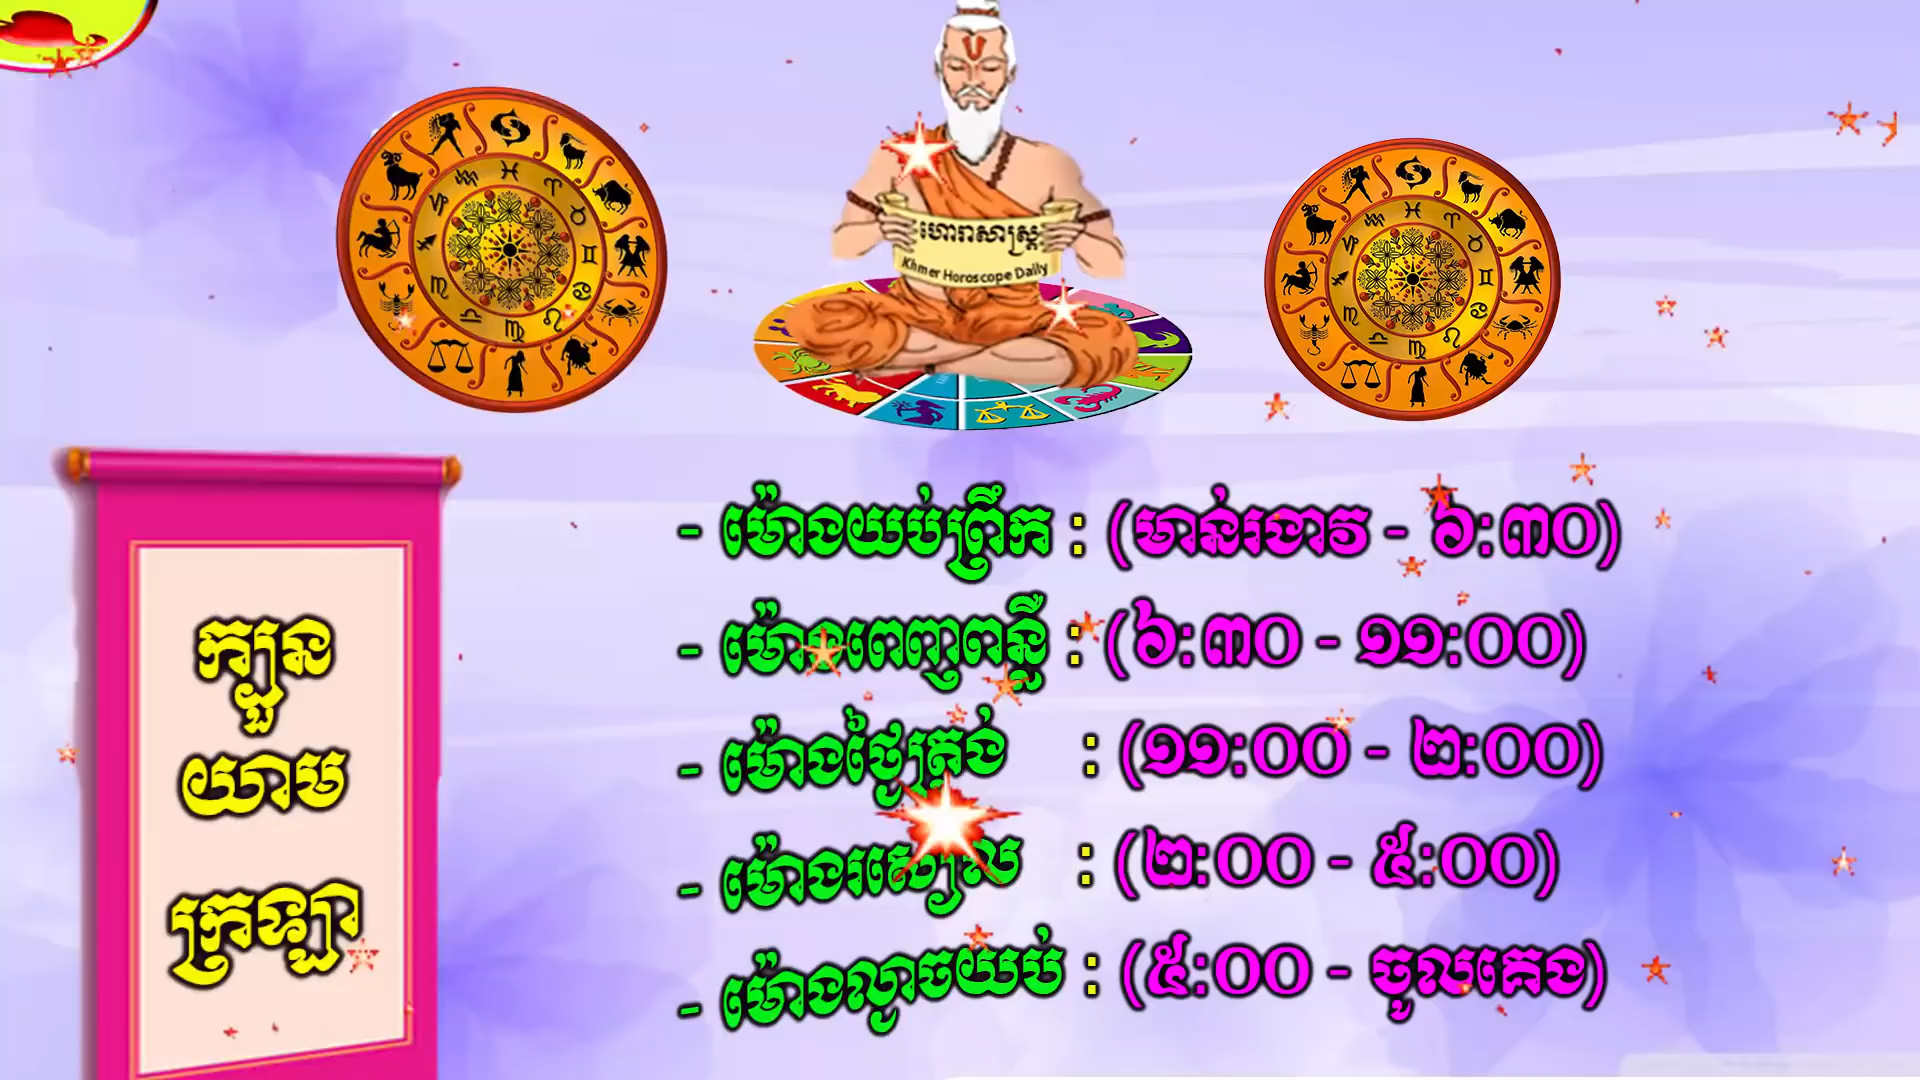 ហោរាសាស្ត្រ
Khmer Horoscope Daily
ក្បួន
យាម
ក្រឡា
- ម៉ោងយប់ព្រឹក : (មាន់រងាវ - ៦:៣០)
- ម៉ោងពេញពន្លឺ : (៦:៣០ - ១១:០០)
- ម៉ោងថ្ងៃត្រង់ : (១១:០០ - ២:០០)
- ម៉ោងរសៀល : (២:០០ - ៥:០០)
- ម៉ោងល្ងាចយប់ : (៥:០០ - ចូលគេង)